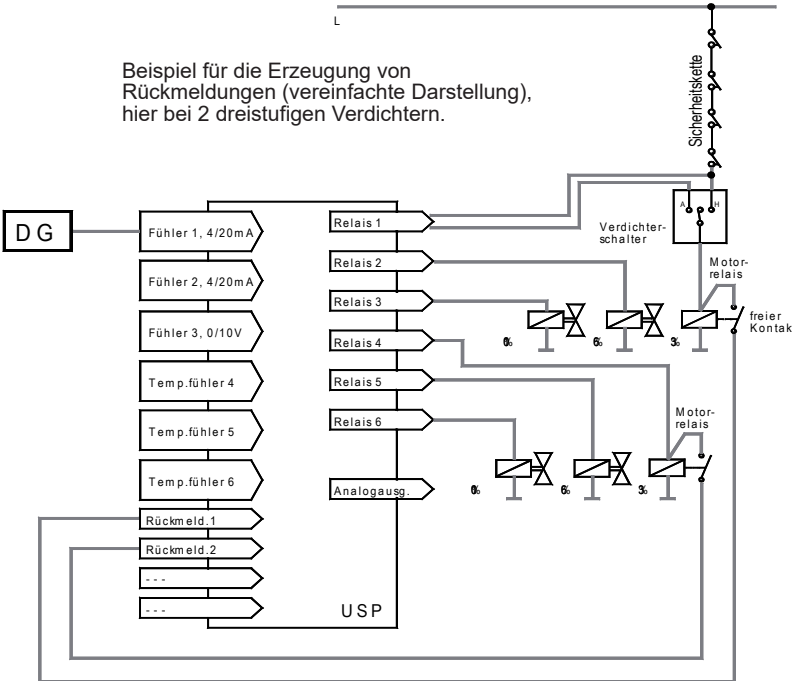 L
Beispiel für die Erzeugung von
Rückmeldungen (vereinfachte Darstellung),
hier bei 2 dreistufigen Verdichtern.
Sicherheitskette
DG
Fühler 1, 4/20mA
Fühler 2, 4/20mA
Fühler 3, 0/10V
Temp.fühler 4
Temp.fühler 5
Temp.fühler 6
Rückmeld.1
Rückmeld.2
---
---
Relais 1
Relais 2
Relais 3
Relais 4
Relais 5
Relais 6
Analogausg.
USP
A
H
Verdichter-
schalter
Motor-
relais
freier
Kontak
Motor-
relais